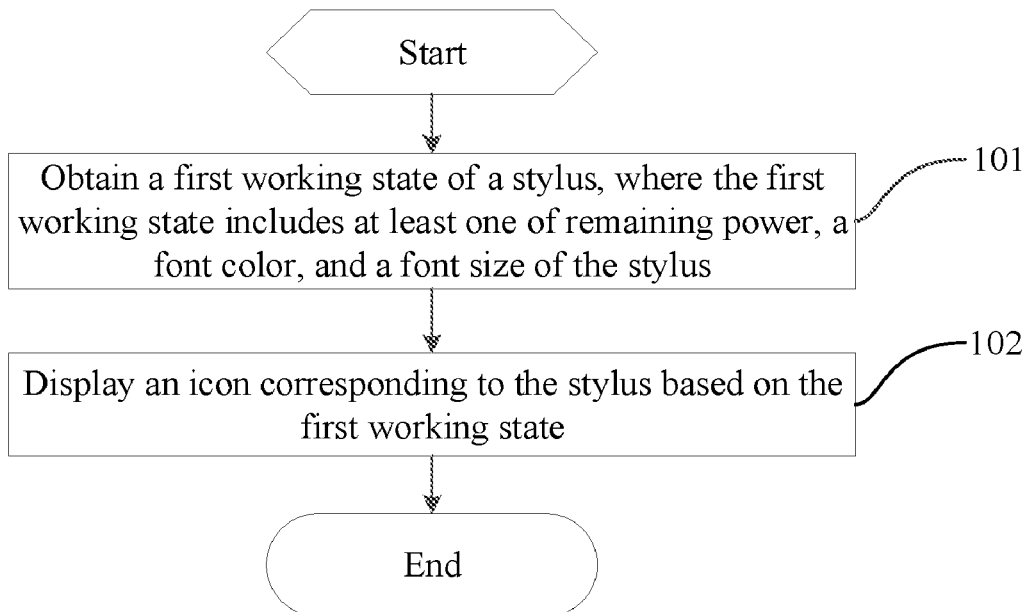 Start
Obtain a first working state of a stylus, where the first
working state includes at least one of remaining power, a
font color, and a font size of the stylus
101
Display an icon corresponding to the stylus based on the
first working state
102
End